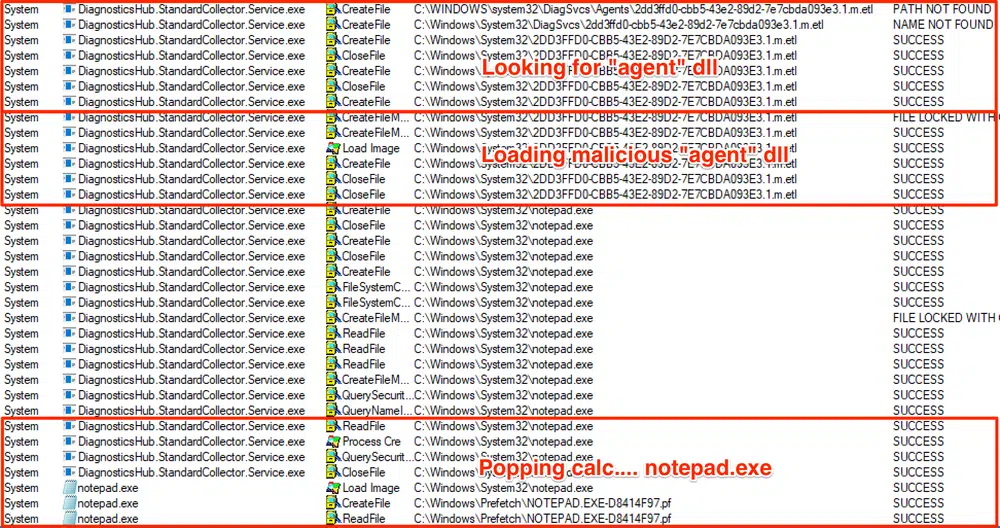 System DiagnosticsHub.StandardCollector.Service.exe CreateFile C:\WINDOWS\system32\DiagSvcs\Agents\2dd3ffd0-cbb5-43e2-89d2-7e7cbda093e3.1.m.etl PATH NOT FOUND
System DiagnosticsHub.StandardCollector.Service.exe CreateFile C:\Windows\System32\DiagSvcs\2dd3ffd0-cbb5-43e2-89d2-7e7cbda093e3.1.m.etl NAME NOT FOUND
System DiagnosticsHub.StandardCollector.Service.exe CreateFile C:\Windows\System32\2DD3FFD0-CBB5-43E2-89D2-7E7CBDA093E3.1.m.etl SUCCESS
System DiagnosticsHub.StandardCollector.Service.exe CloseFile C:\Windows\System32\2DD3FFD0-CBB5-43E2-89D2-7E7CBDA093E3.1.m.etl SUCCESS
Looking for "agent".dll
System DiagnosticsHub.StandardCollector.Service.exe CreateFile C:\Windows\System32\2DD3FFD0-CBB5-43E2-89D2-7E7CBDA093E3.1.m.etl SUCCESS
System DiagnosticsHub.StandardCollector.Service.exe CloseFile C:\Windows\System32\2DD3FFD0-CBB5-43E2-89D2-7E7CBDA093E3.1.m.etl SUCCESS
System DiagnosticsHub.StandardCollector.Service.exe CreateFile C:\Windows\System32\2DD3FFD0-CBB5-43E2-89D2-7E7CBDA093E3.1.m.etl SUCCESS
System DiagnosticsHub.StandardCollector.Service.exe CreateFileM... C:\Windows\System32\2DD3FFD0-CBB5-43E2-89D2-7E7CBDA093E3.1.m.etl FILE LOCKED WITH
System DiagnosticsHub.StandardCollector.Service.exe CreateFileM... C:\Windows\System32\2DD3FFD0-CBB5-43E2-89D2-7E7CBDA093E3.1.m.etl SUCCESS
System DiagnosticsHub.StandardCollector.Service.exe Load Image C:\Windows\System32\2DD3FFD0-CBB5-43E2-89D2-7E7CBDA093E3.1.m.etl SUCCESS
Loading malicious "agent".dll
System DiagnosticsHub.StandardCollector.Service.exe CreateFile C:\Windows\System32\2DD3FFD0-CBB5-43E2-89D2-7E7CBDA093E3.1.m.etl SUCCESS
System DiagnosticsHub.StandardCollector.Service.exe CloseFile C:\Windows\System32\2DD3FFD0-CBB5-43E2-89D2-7E7CBDA093E3.1.m.etl SUCCESS
System DiagnosticsHub.StandardCollector.Service.exe CloseFile C:\Windows\System32\2DD3FFD0-CBB5-43E2-89D2-7E7CBDA093E3.1.m.etl SUCCESS
System DiagnosticsHub.StandardCollector.Service.exe CreateFile C:\Windows\System32\notepad.exe SUCCESS
System DiagnosticsHub.StandardCollector.Service.exe CloseFile C:\Windows\System32\notepad.exe SUCCESS
System DiagnosticsHub.StandardCollector.Service.exe CreateFile C:\Windows\System32\notepad.exe SUCCESS
System DiagnosticsHub.StandardCollector.Service.exe CloseFile C:\Windows\System32\notepad.exe SUCCESS
System DiagnosticsHub.StandardCollector.Service.exe CreateFile C:\Windows\System32\notepad.exe SUCCESS
System DiagnosticsHub.StandardCollector.Service.exe FileSystemC... C:\Windows\System32\notepad.exe SUCCESS
System DiagnosticsHub.StandardCollector.Service.exe FileSystemC... C:\Windows\System32\notepad.exe SUCCESS
System DiagnosticsHub.StandardCollector.Service.exe CreateFileM... C:\Windows\System32\notepad.exe FILE LOCKED WITH
System DiagnosticsHub.StandardCollector.Service.exe ReadFile C:\Windows\System32\notepad.exe SUCCESS
System DiagnosticsHub.StandardCollector.Service.exe ReadFile C:\Windows\System32\notepad.exe SUCCESS
System DiagnosticsHub.StandardCollector.Service.exe ReadFile C:\Windows\System32\notepad.exe SUCCESS
System DiagnosticsHub.StandardCollector.Service.exe CreateFileM... C:\Windows\System32\notepad.exe SUCCESS
System DiagnosticsHub.StandardCollector.Service.exe QuerySecurit... C:\Windows\System32\notepad.exe SUCCESS
System DiagnosticsHub.StandardCollector.Service.exe QueryNameI... C:\Windows\System32\notepad.exe SUCCESS
System DiagnosticsHub.StandardCollector.Service.exe ReadFile C:\Windows\System32\notepad.exe SUCCESS
System DiagnosticsHub.StandardCollector.Service.exe Process Cre C:\Windows\System32\notepad.exe SUCCESS
System DiagnosticsHub.StandardCollector.Service.exe QuerySecurit... C:\Windows\System32\notepad.exe SUCCESS
Popping calc.... notepad.exe
System DiagnosticsHub.StandardCollector.Service.exe CloseFile C:\Windows\System32\notepad.exe SUCCESS
System notepad.exe Load Image C:\Windows\System32\notepad.exe SUCCESS
System notepad.exe CreateFile C:\Windows\Prefetch\NOTEPAD.EXE-D8414F97.pf SUCCESS
System notepad.exe ReadFile C:\Windows\Prefetch\NOTEPAD.EXE-D8414F97.pf SUCCESS